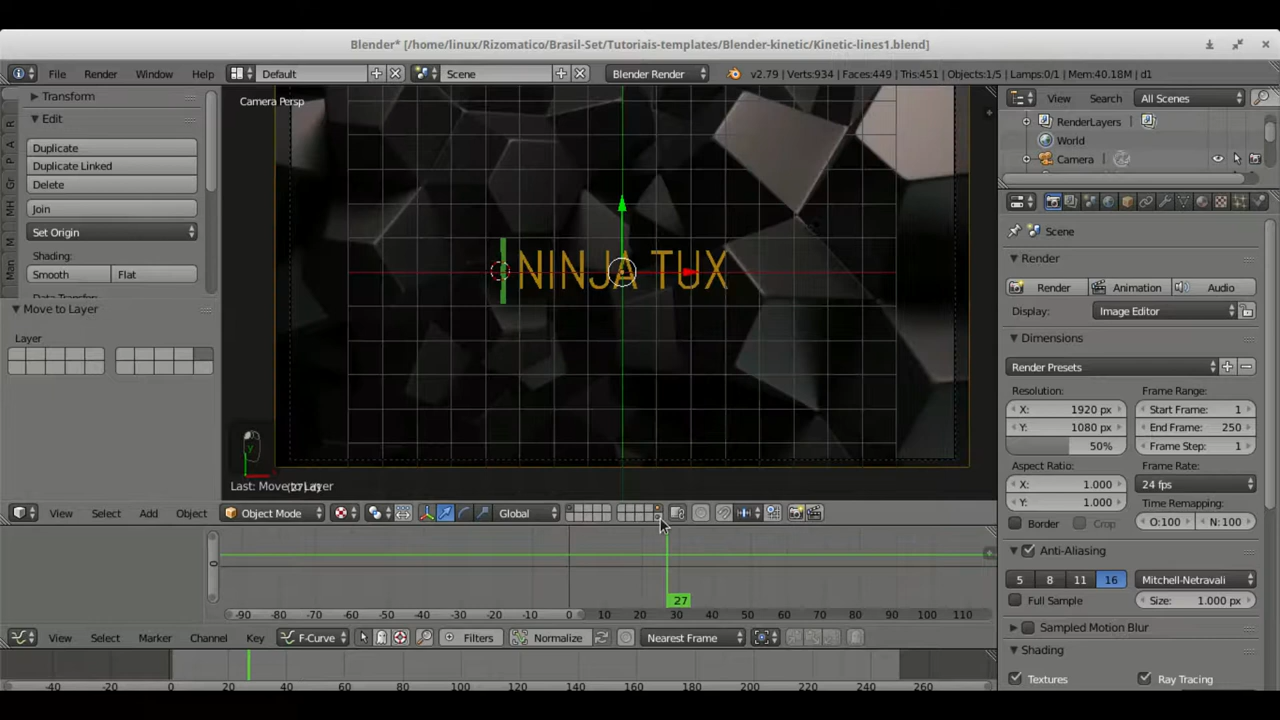 Blender* [/home/linux/Rizomatico/Brasil-Set/Tutoriais-templates/Blender-kinetic/Kinetic-lines1.blend]
File Render Window Help Default Scene Blender Render v2.79 | Verts:934 | Faces:449 | Tris:451 | Objects:1/5 | Lamps:0/1 | Mem:40.18M | d1
Transform
Edit
Duplicate
Duplicate Linked
Delete
Join
Set Origin
Shading:
Smooth Flat
Move to Layer
Layer
Camera Persp
NINJA TUX
y
Last: Move
Layer
View Select Add Object Object Mode Global
27
-90 -80 -70 -60 -50 -40 -30 -20 -10 0 10 20 30 40 50 60 70 80 90 100 110
View Select Marker Channel Key F-Curve Filters Normalize Nearest Frame
-40 -20 0 20 40 60 80 100 120 140 160 180 200 220 240 260
View Search All Scenes
RenderLayers
World
Camera
Scene
Render
Render Animation Audio
Display: Image Editor
Dimensions
Render Presets
Resolution: Frame Range:
X: 1920 px Start Frame: 1
Y: 1080 px End Frame: 250
50% Frame Step: 1
Aspect Ratio: Frame Rate:
X: 1.000 24 fps
Y: 1.000 Time Remapping:
Border Crop O:100 N:100
Anti-Aliasing
5 8 11 16 Mitchell-Netravali
Full Sample Size: 1.000 px
Sampled Motion Blur
Shading
Textures Ray Tracing